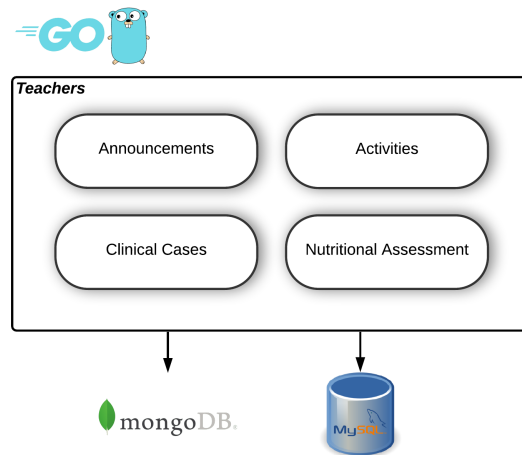 GO
Teachers
Announcements
Activities
Clinical Cases
Nutritional Assessment
mongoDB.
MySQL